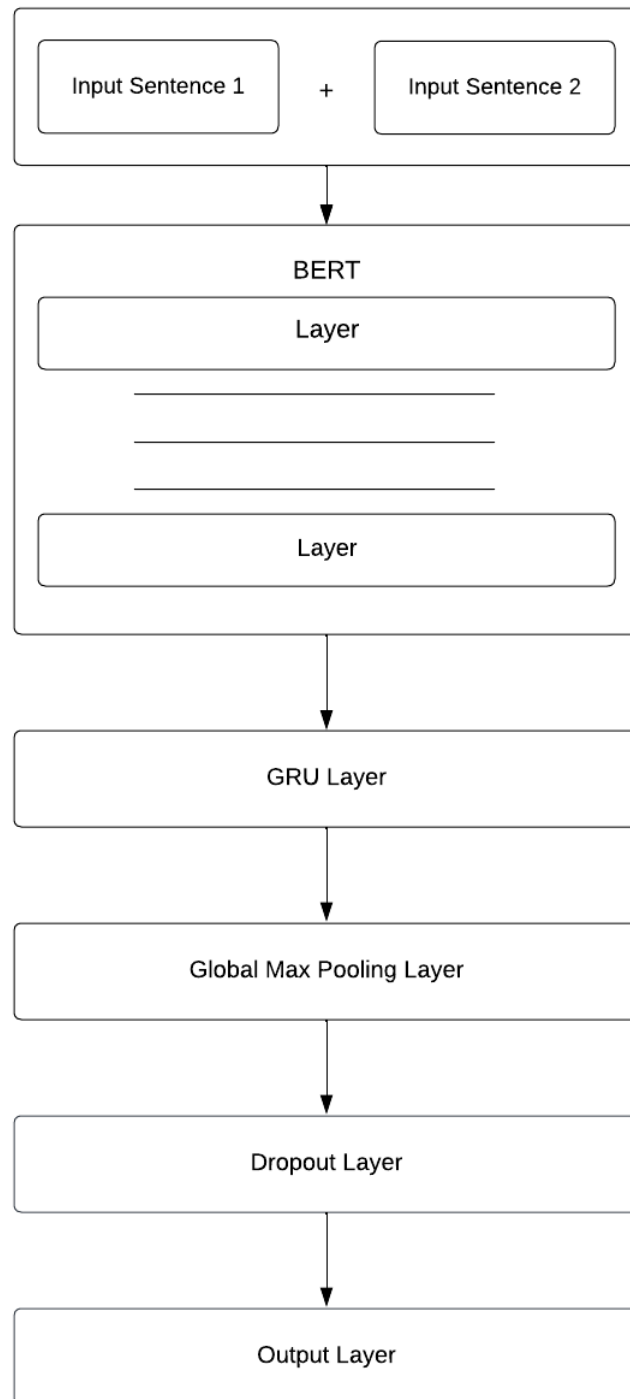 Input Sentence 1 + Input Sentence 2
BERT
Layer
Layer
GRU Layer
Global Max Pooling Layer
Dropout Layer
Output Layer